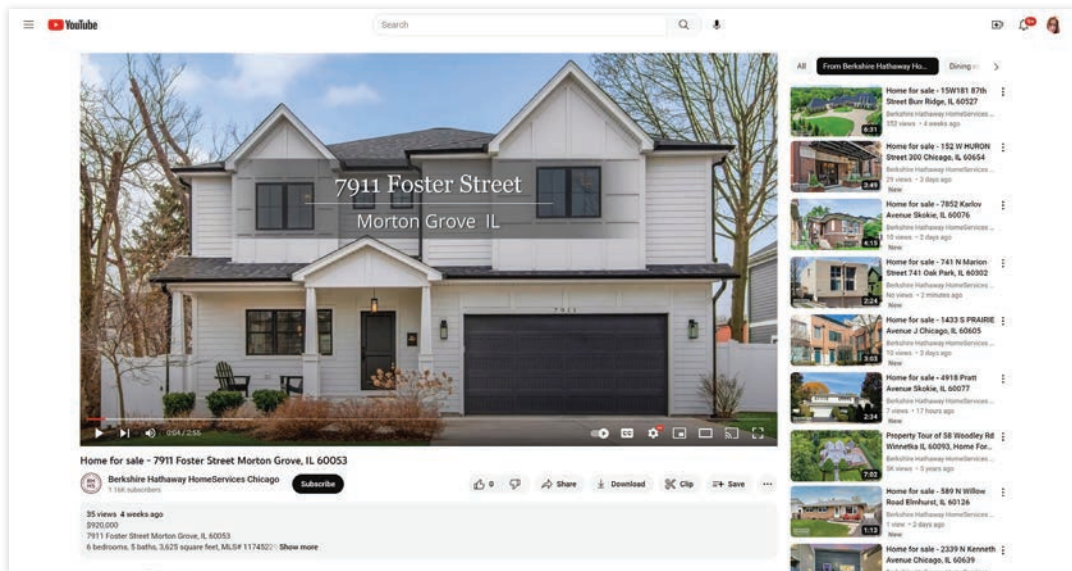 YouTube
Search
9+
7911 Foster Street
Morton Grove IL
7911
0:04 / 2:55
CC
Home for sale - 7911 Foster Street Morton Grove, IL 60053
BH
HS
Berkshire Hathaway HomeServices Chicago
1.16K subscribers
Subscribe
0
Share
Download
Clip
Save
35 views 4 weeks ago
$920,000
7911 Foster Street Morton Grove, IL 60053
6 bedrooms, 5 baths, 3,625 square feet, MLS# 1174522 Show more
All
From Berkshire Hathaway Ho...
Dining
6:31
Home for sale - 15W181 87th
Street Burr Ridge, IL 60527
Berkshire Hathaway HomeServices ...
352 views • 4 weeks ago
3:49
Home for sale - 152 W HURON
Street 300 Chicago, IL 60654
Berkshire Hathaway HomeServices ...
29 views • 3 days ago
New
6:15
Home for sale - 7852 Karlov
Avenue Skokie, IL 60076
Berkshire Hathaway HomeServices ...
10 views • 2 days ago
New
2:24
Home for sale - 741 N Marion
Street 741 Oak Park, IL 60302
Berkshire Hathaway HomeServices ...
No views • 2 minutes ago
New
3:03
Home for sale - 1433 S PRAIRIE
Avenue J Chicago, IL 60605
Berkshire Hathaway HomeServices ...
10 views • 3 days ago
New
2:34
Home for sale - 4918 Pratt
Avenue Skokie, IL 60077
Berkshire Hathaway HomeServices ...
7 views • 17 hours ago
New
7:02
Property Tour of 58 Woodley Rd
Winnetka IL 60093, Home For...
Berkshire Hathaway HomeServices ...
5K views • 5 years ago
1:13
Home for sale - 589 N Willow
Road Elmhurst, IL 60126
Berkshire Hathaway HomeServices ...
1 view • 2 days ago
New
Home for sale - 2339 N Kenneth
Avenue Chicago, IL 60639